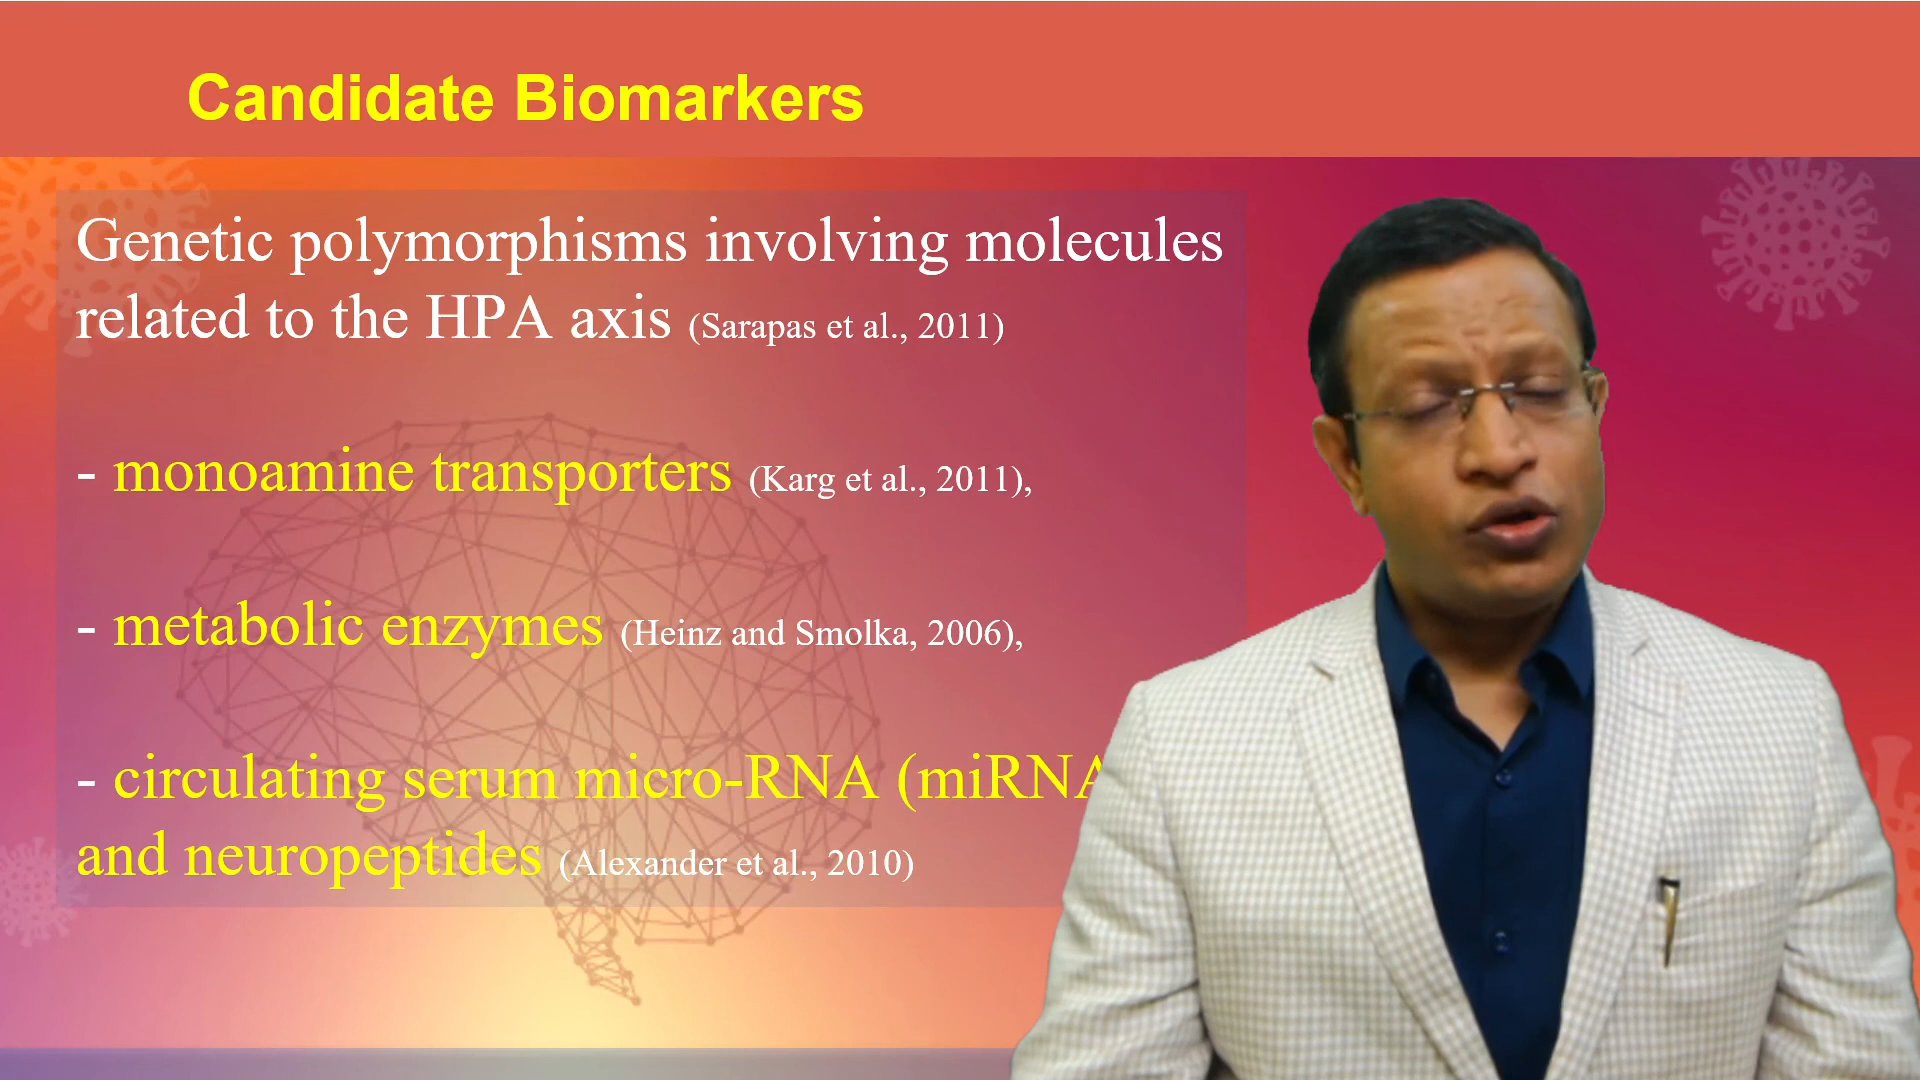 Candidate Biomarkers
Genetic polymorphisms involving molecules
related to the HPA axis (Sarapas et al., 2011)
- monoamine transporters (Karg et al., 2011),
- metabolic enzymes (Heinz and Smolka, 2006),
- circulating serum micro-RNA (miRNA
and neuropeptides (Alexander et al., 2010)